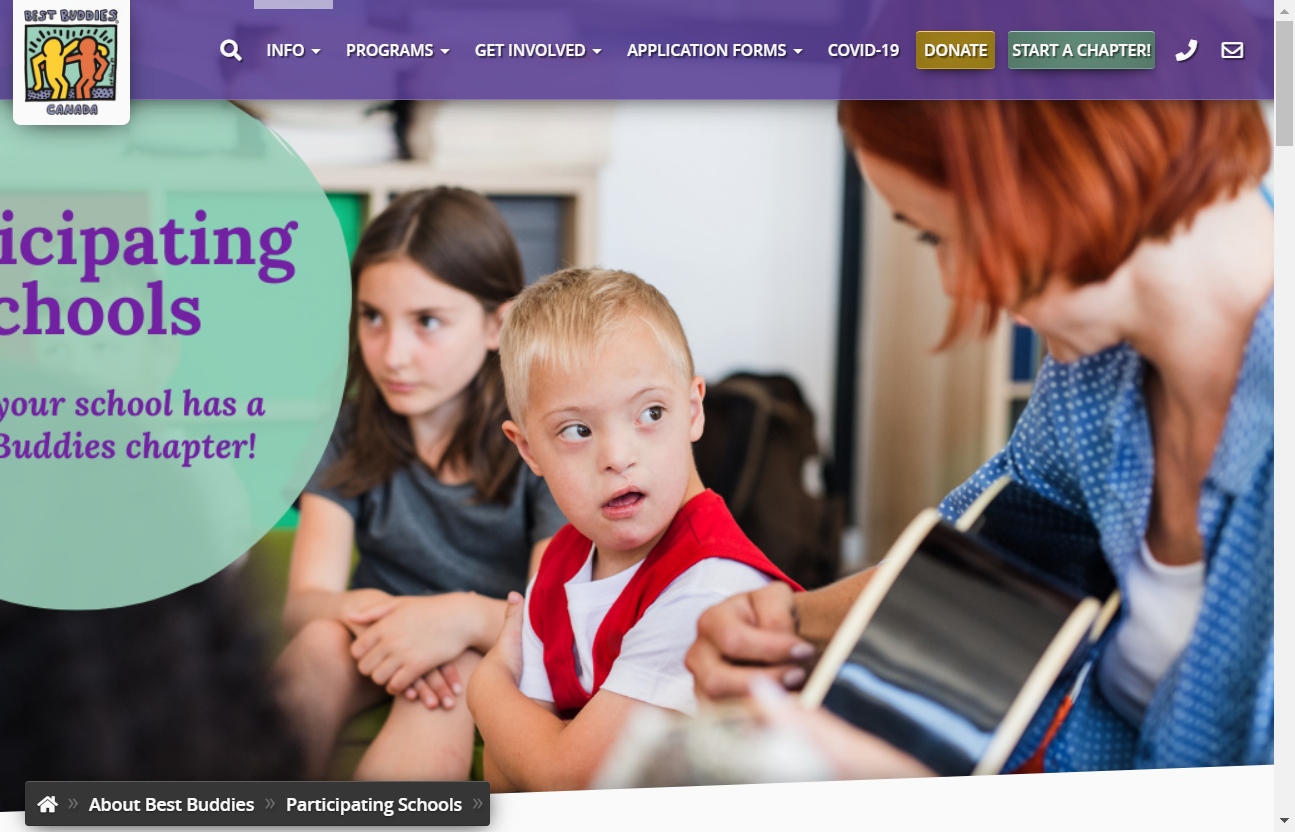 BEST BUDDIES
CANADA
INFO
PROGRAMS
GET INVOLVED
APPLICATION FORMS
COVID-19
DONATE
START A CHAPTER!
icipating
chools
your school has a
Buddies chapter!
» About Best Buddies » Participating Schools »